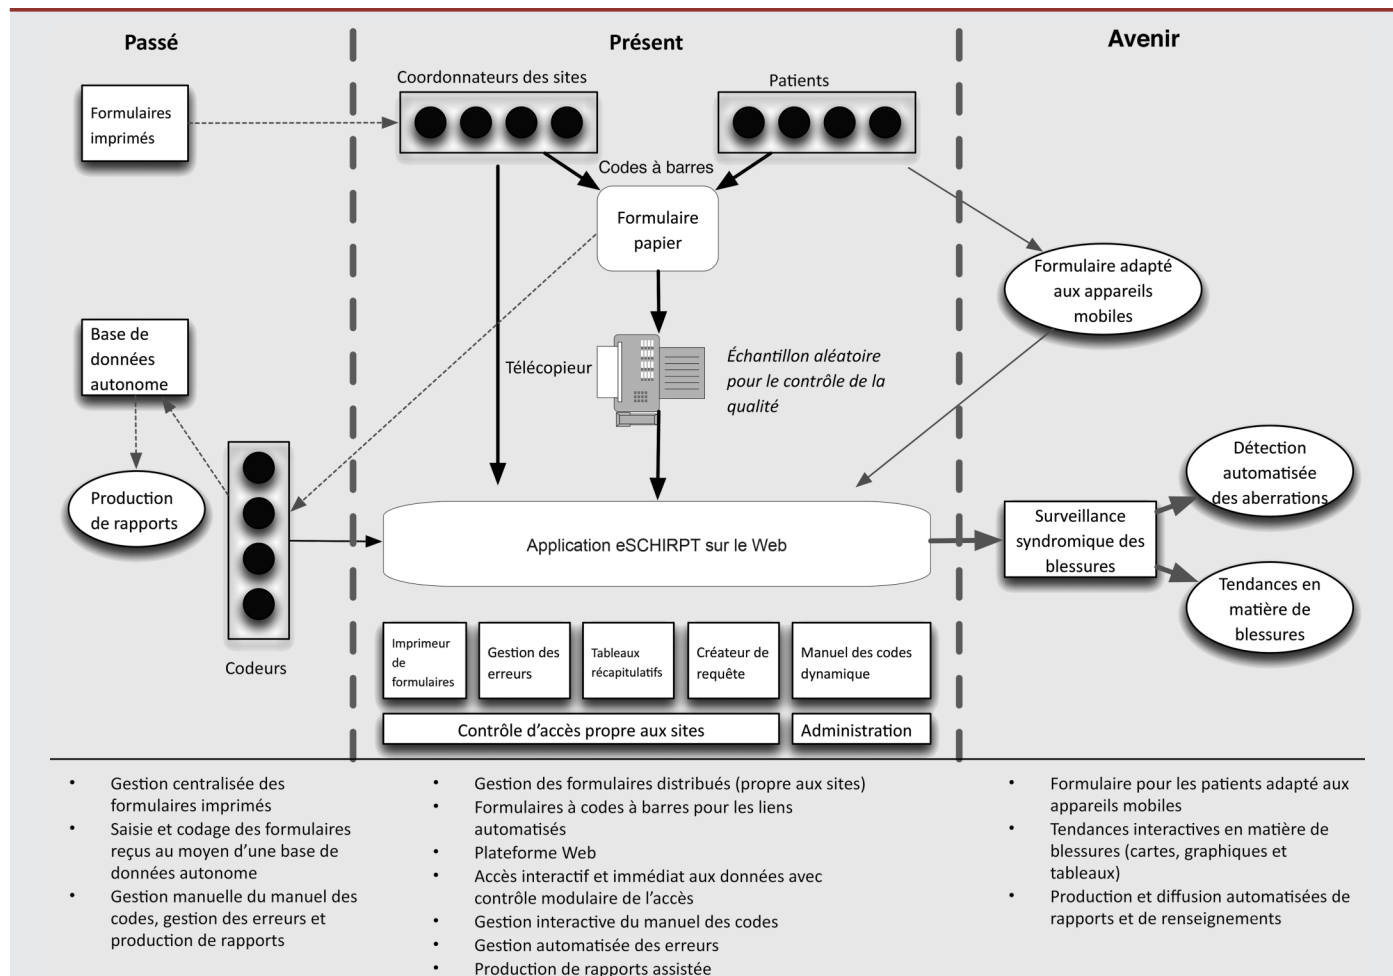 Passé
Présent
Avenir
Coordonnateurs des sites
Patients
Formulaires
imprimés
Codes à barres
Formulaire
papier
Formulaire adapté
aux appareils
mobiles
Base de
données
autonome
Télécopieur
Échantillon aléatoire
pour le contrôle de la
qualité
Production
de rapports
Détection
automatisée
des aberrations
Application eSCHIRPT sur le Web
Surveillance
syndromique des
blessures
Tendances en
matière de
blessures
Codeurs
Imprimeur
de
formulaires
Gestion des
erreurs
Tableaux
récapitulatifs
Créateur de
requête
Manuel des codes
dynamique
Contrôle d'accès propre aux sites
Administration
• Gestion centralisée des
formulaires imprimés
• Saisie et codage des formulaires
reçus au moyen d'une base de
données autonome
• Gestion manuelle du manuel des
codes, gestion des erreurs et
production de rapports
• Gestion des formulaires distribués (propre aux sites)
• Formulaires à codes à barres pour les liens
automatisés
• Plateforme Web
• Accès interactif et immédiat aux données avec
contrôle modulaire de l'accès
• Gestion interactive du manuel des codes
• Gestion automatisée des erreurs
• Production de rapports assistée
• Formulaire pour les patients adapté aux
appareils mobiles
• Tendances interactives en matière de
blessures (cartes, graphiques et
tableaux)
• Production et diffusion automatisées de
rapports et de renseignements